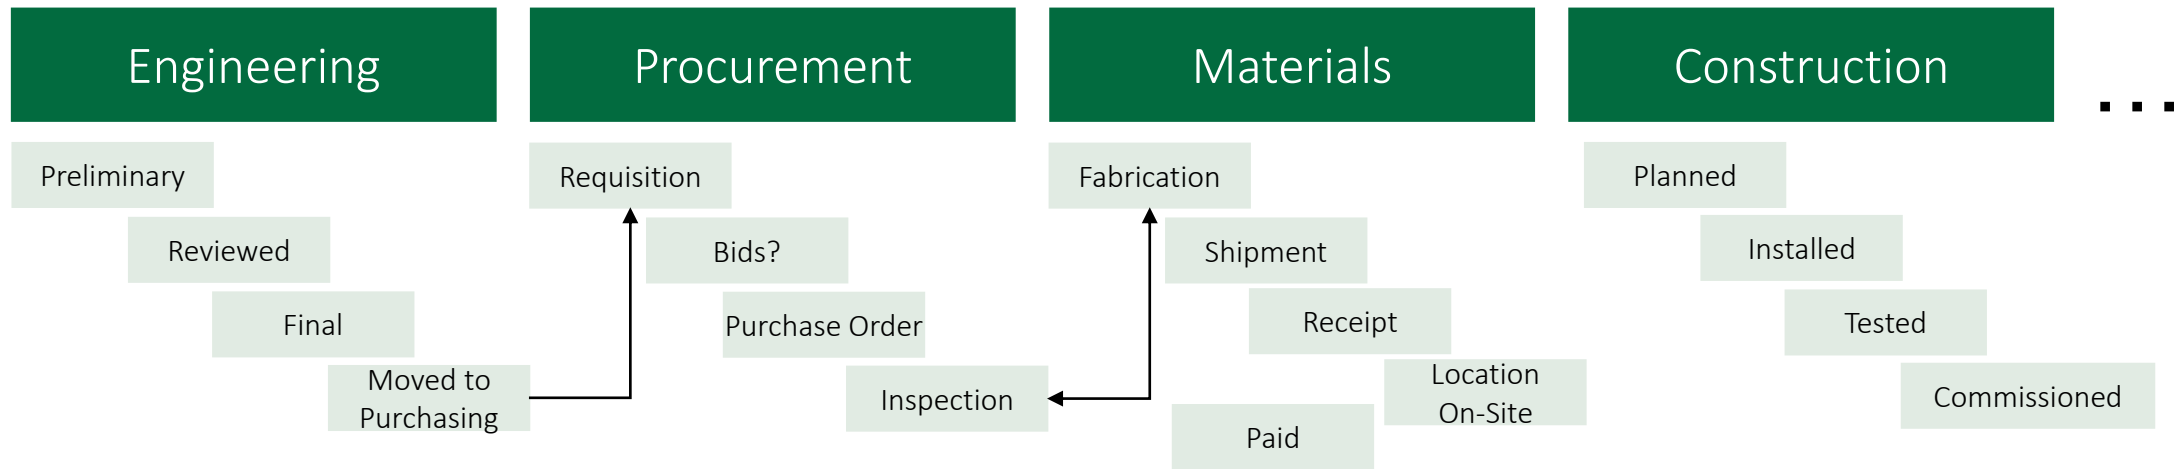 Engineering
Procurement
Materials
Construction
...
Preliminary
Reviewed
Final
Moved to
Purchasing
Requisition
Bids?
Purchase Order
Inspection
Fabrication
Shipment
Receipt
Location
On-Site
Paid
Planned
Installed
Tested
Commissioned